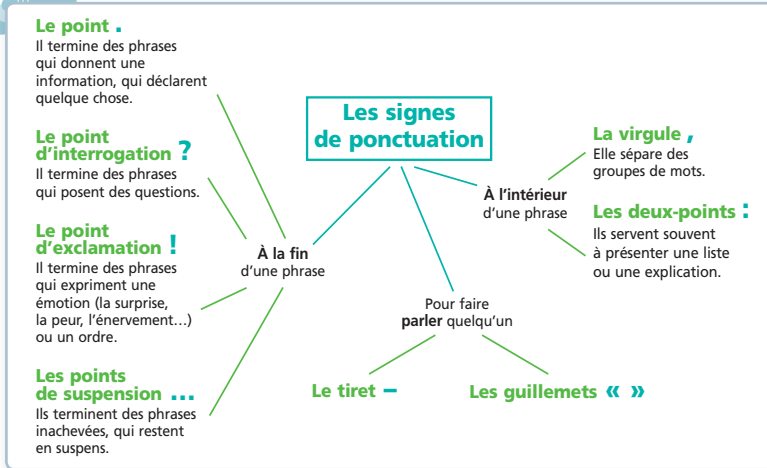 Les signes
de ponctuation
Le point .
Il termine des phrases
qui donnent une
information, qui déclarent
quelque chose.
Le point
d'interrogation ?
Il termine des phrases
qui posent des questions.
Le point
d'exclamation !
Il termine des phrases
qui expriment une
émotion (la surprise,
la peur, l'énervement…)
ou un ordre.
Les points
de suspension ...
Ils terminent des phrases
inachevées, qui restent
en suspens.
À la fin
d'une phrase
Pour faire
parler quelqu'un
Le tiret –
Les guillemets « »
À l'intérieur
d'une phrase
La virgule ,
Elle sépare des
groupes de mots.
Les deux-points :
Ils servent souvent
à présenter une liste
ou une explication.